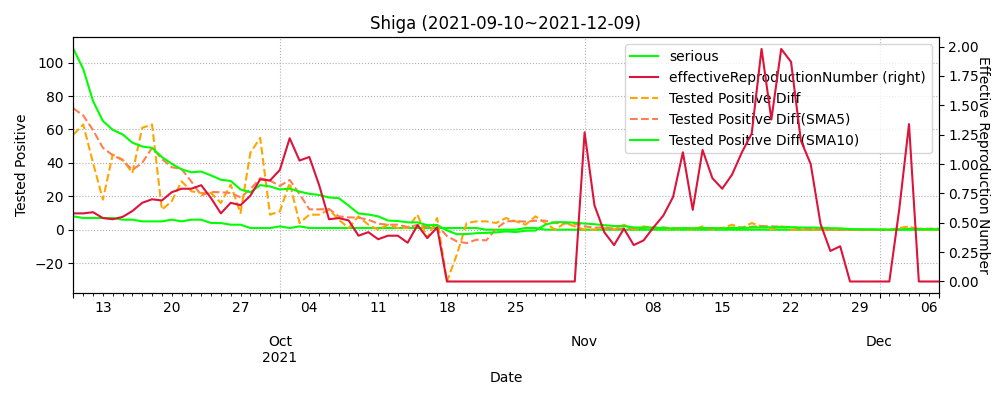 Shiga (2021-09-10~2021-12-09)
serious
effectiveReproductionNumber (right)
Tested Positive Diff
Tested Positive Diff(SMA5)
Tested Positive Diff(SMA10)
Tested Positive
100
80
60
40
20
0
−20
2.00
1.75
1.50
1.25
1.00
0.75
0.50
0.25
0.00
Effective Reproduction Number
13 20 27 04 11 18 25 08 15 22 29 06
Oct Nov Dec
2021
Date